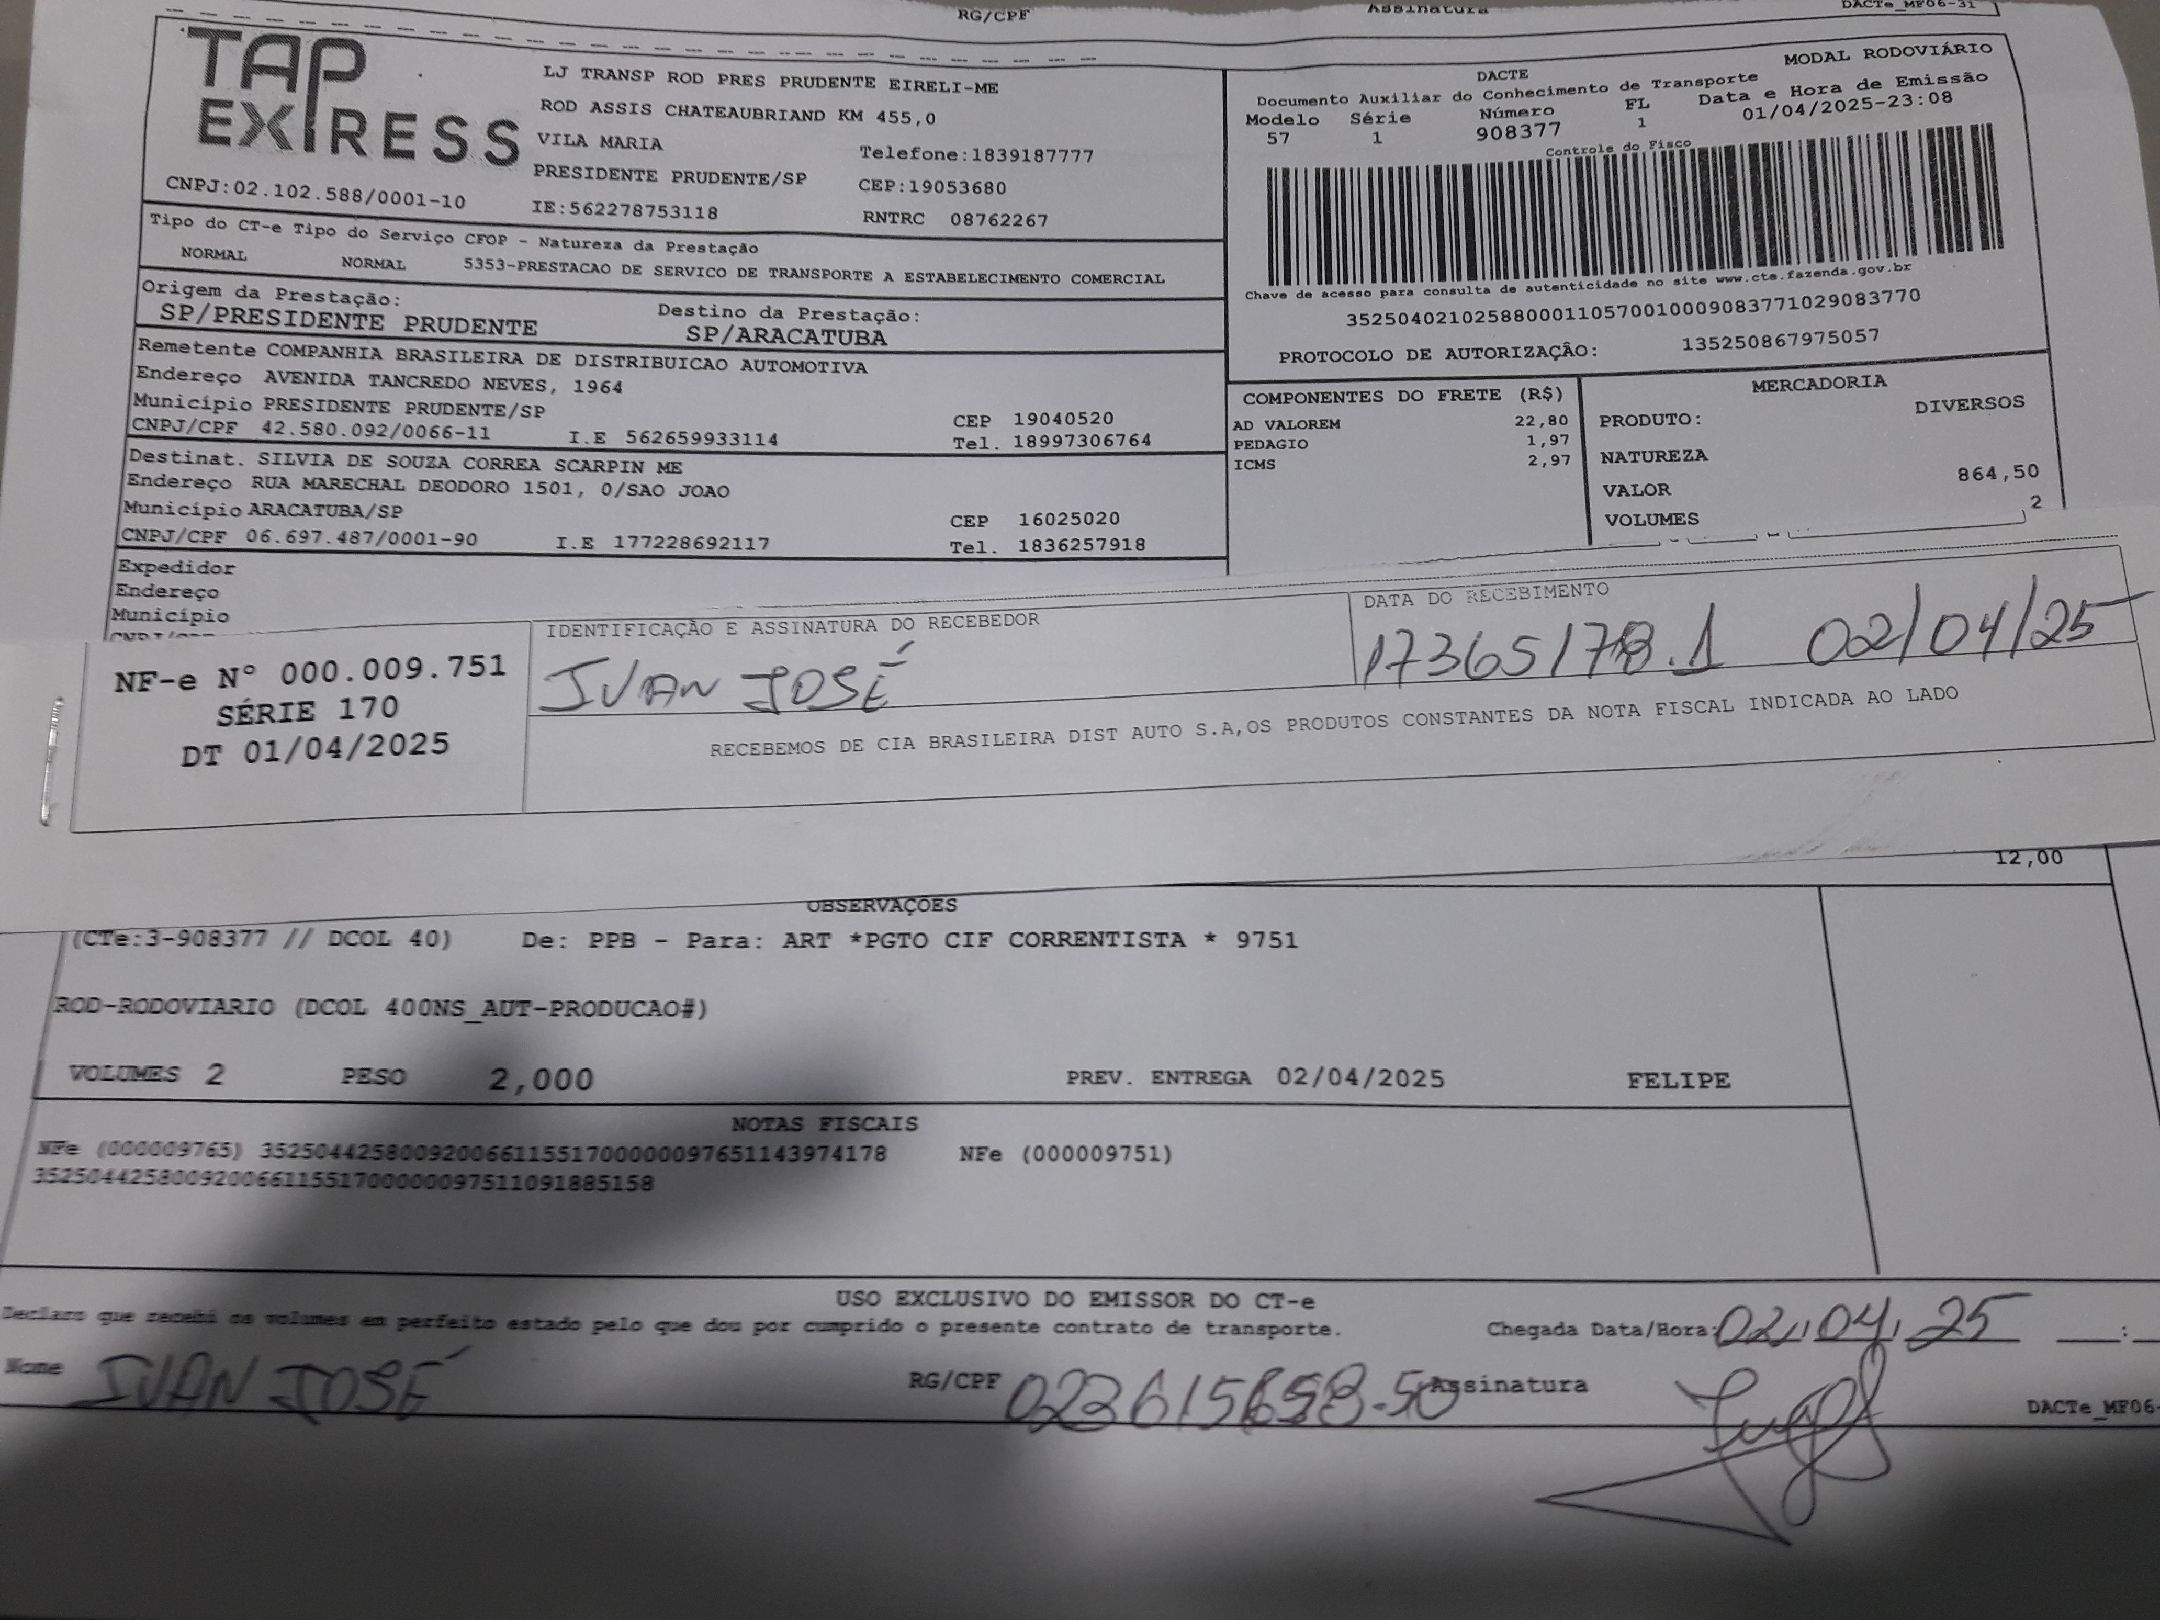 RG/CPF Assinatura DACTe_MF06-31
TAP EXPRESS
LJ TRANSP ROD PRES PRUDENTE EIRELI-ME
ROD ASSIS CHATEAUBRIAND KM 455,0
VILA MARIA Telefone:1839187777
PRESIDENTE PRUDENTE/SP CEP:19053680
CNPJ:02.102.588/0001-10 IE:562278753118 RNTRC 08762267
MODAL RODOVIÁRIO
DACTE
Documento Auxiliar do Conhecimento de Transporte
Modelo Série Número FL Data e Hora de Emissão
57 1 908377 1 01/04/2025-23:08
Controle do Fisco
Chave de acesso para consulta de autenticidade no site www.cte.fazenda.gov.br
35250402102588000110570010009083771029083770
PROTOCOLO DE AUTORIZAÇÃO: 135250867975057
Tipo do CT-e Tipo do Serviço CFOP - Natureza da Prestação
NORMAL NORMAL 5353-PRESTACAO DE SERVICO DE TRANSPORTE A ESTABELECIMENTO COMERCIAL
Origem da Prestação: Destino da Prestação:
SP/PRESIDENTE PRUDENTE SP/ARACATUBA
Remetente COMPANHIA BRASILEIRA DE DISTRIBUICAO AUTOMOTIVA
Endereço AVENIDA TANCREDO NEVES, 1964
Município PRESIDENTE PRUDENTE/SP CEP 19040520
CNPJ/CPF 42.580.092/0066-11 I.E 562659933114 Tel. 18997306764
Destinat. SILVIA DE SOUZA CORREA SCARPIN ME
Endereço RUA MARECHAL DEODORO 1501, 0/SAO JOAO
Município ARACATUBA/SP CEP 16025020
CNPJ/CPF 06.697.487/0001-90 I.E 177228692117 Tel. 1836257918
Expedidor
Endereço
Município
COMPONENTES DO FRETE (R$)
AD VALOREM 22,80
PEDAGIO 1,97
ICMS 2,97
MERCADORIA
PRODUTO: DIVERSOS
NATUREZA
VALOR 864,50
VOLUMES 2
NF-e N° 000.009.751
SÉRIE 170
DT 01/04/2025
IDENTIFICAÇÃO E ASSINATURA DO RECEBEDOR
IVAN JOSÉ
DATA DO RECEBIMENTO
02/04/25
RECEBEMOS DE CIA BRASILEIRA DIST AUTO S.A,OS PRODUTOS CONSTANTES DA NOTA FISCAL INDICADA AO LADO
12,00
OBSERVAÇÕES
(CTe:3-908377 // DCOL 40) De: PPB - Para: ART *PGTO CIF CORRENTISTA * 9751
ROD-RODOVIARIO (DCOL 400NS_AUT-PRODUCAO#)
VOLUMES 2 PESO 2,000 PREV. ENTREGA 02/04/2025 FELIPE
NOTAS FISCAIS
NFe (000009765) 35250442580092006611551700000097651143974178 NFe (000009751)
35250442580092006611551700000097511091885158
USO EXCLUSIVO DO EMISSOR DO CT-e
Declaro que recebi os volumes em perfeito estado pelo que dou por cumprido o presente contrato de transporte. Chegada Data/Hora: 02/04/25 __:
Nome IVAN JOSÉ RG/CPF Assinatura
DACTe_MF06-